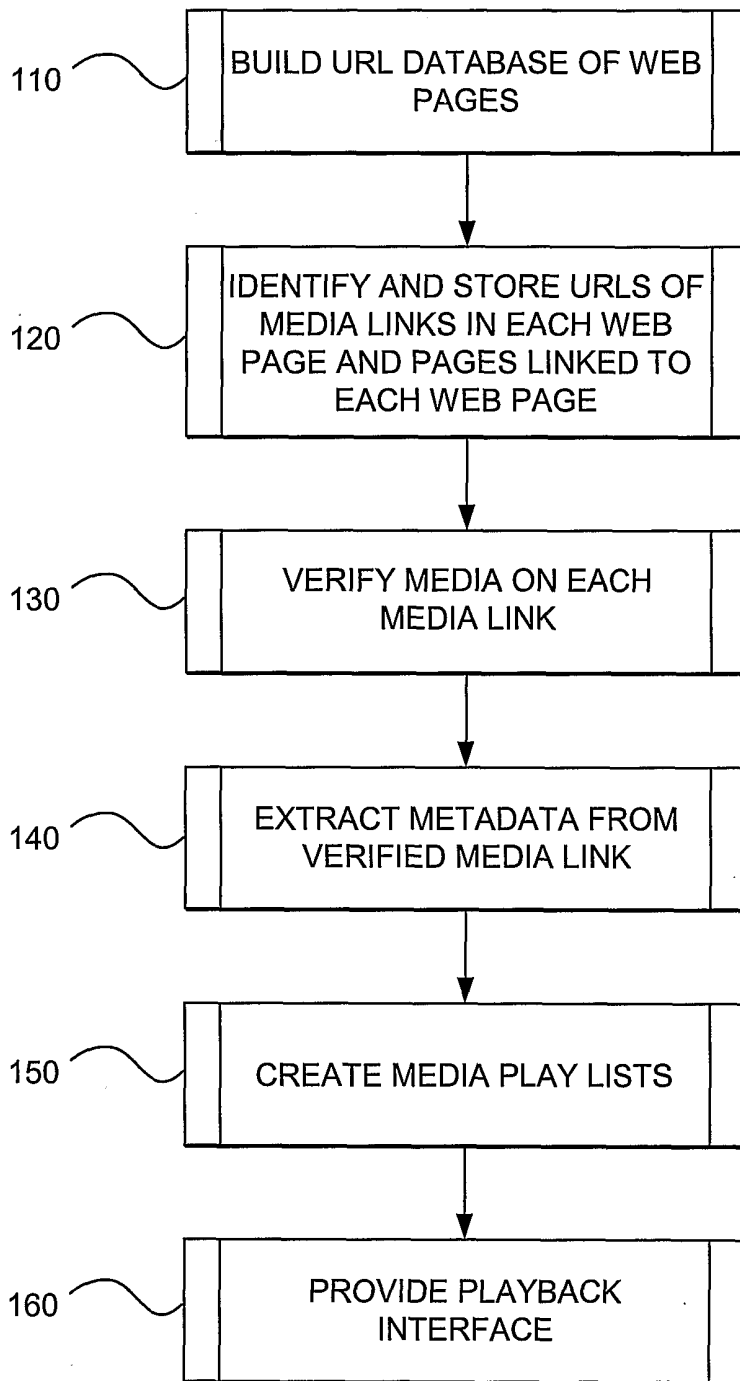 110
BUILD URL DATABASE OF WEB
PAGES
120
IDENTIFY AND STORE URLS OF
MEDIA LINKS IN EACH WEB
PAGE AND PAGES LINKED TO
EACH WEB PAGE
130
VERIFY MEDIA ON EACH
MEDIA LINK
140
EXTRACT METADATA FROM
VERIFIED MEDIA LINK
150
CREATE MEDIA PLAY LISTS
160
PROVIDE PLAYBACK
INTERFACE